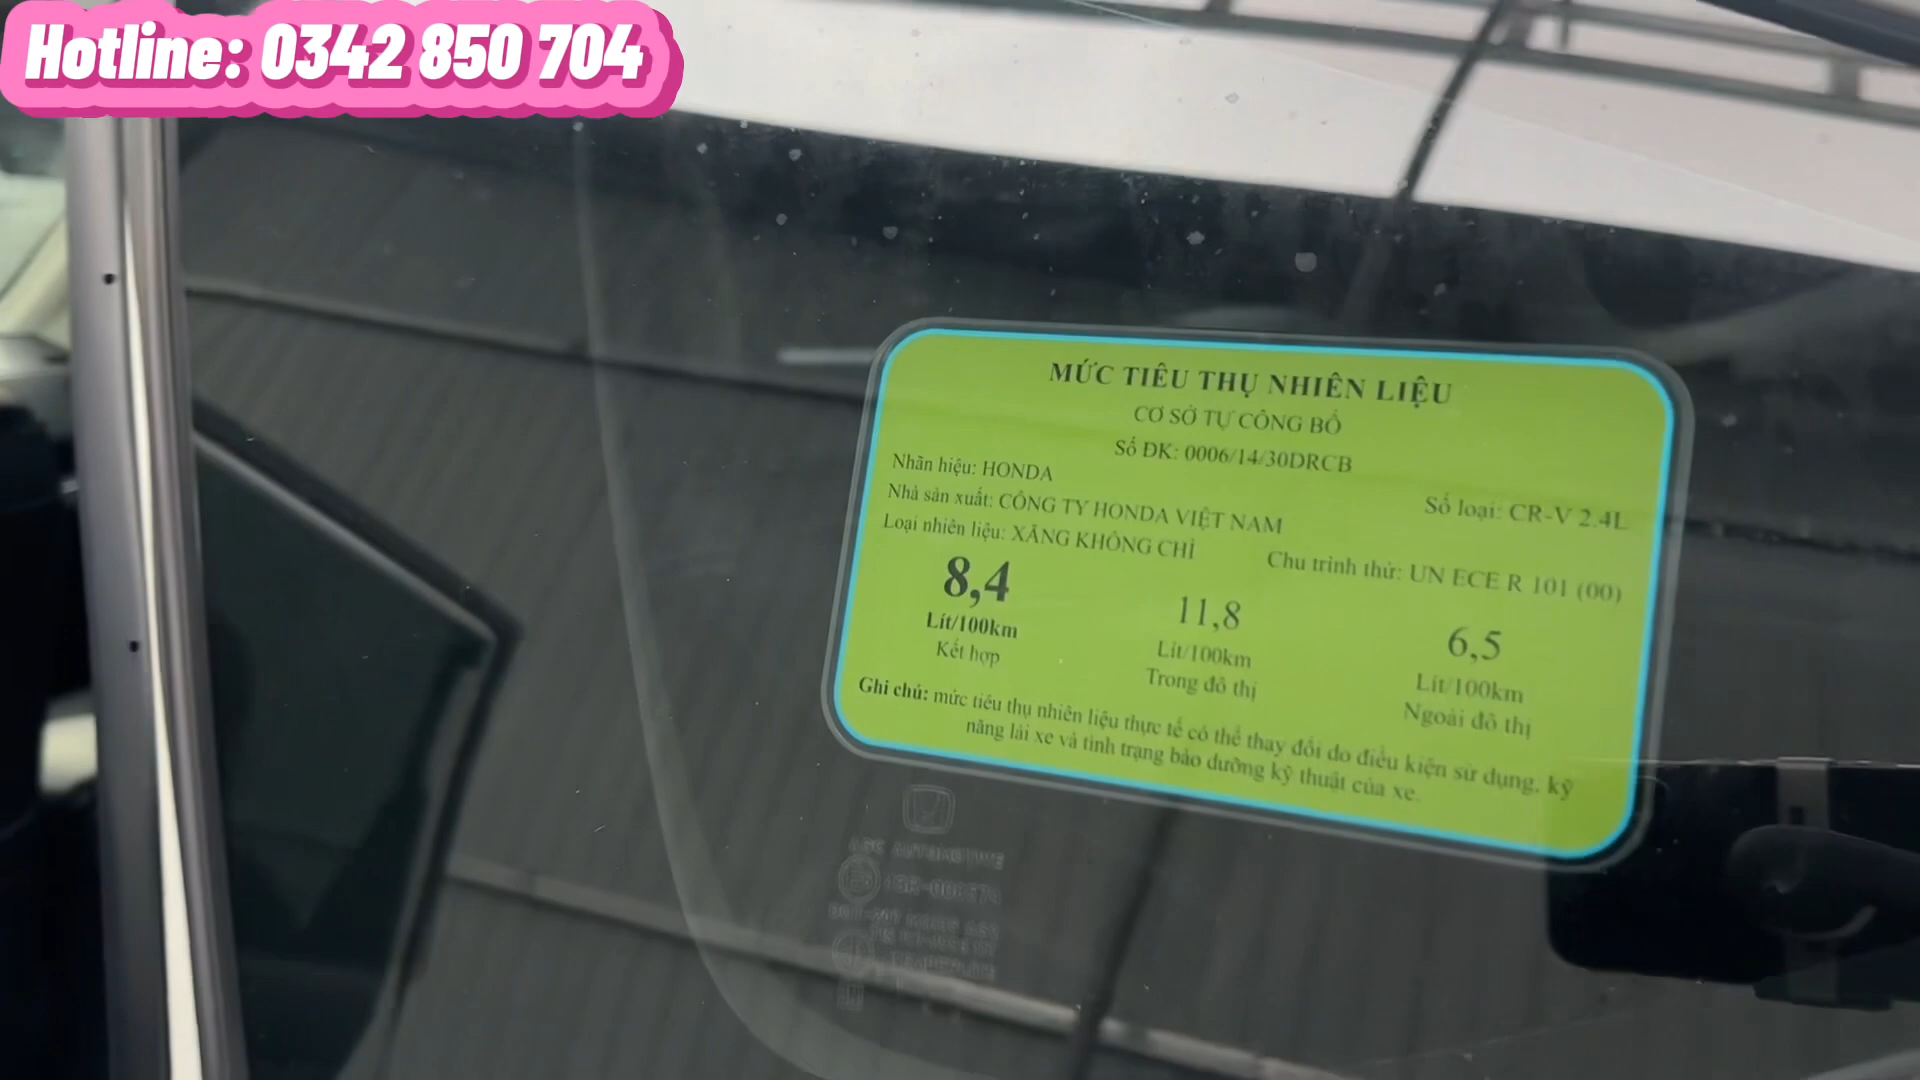 Hotline: 0342 850 704
MỨC TIÊU THỤ NHIÊN LIỆU
CƠ SỞ TỰ CÔNG BỐ
Số ĐK: 0006/14/30DRCB
Nhãn hiệu: HONDA
Số loại: CR-V 2.4L
Nhà sản xuất: CÔNG TY HONDA VIỆT NAM
Loại nhiên liệu: XĂNG KHÔNG CHÌ
Chu trình thử: UN ECE R 101 (00)
8,4 11,8 6,5
Lít/100km Lít/100km Lít/100km
Kết hợp Trong đô thị Ngoài đô thị
Ghi chú: mức tiêu thụ nhiên liệu thực tế có thể thay đổi do điều kiện sử dụng, kỹ
năng lái xe và tình trạng bảo dưỡng kỹ thuật của xe.
AGC AUTOMOTIVE